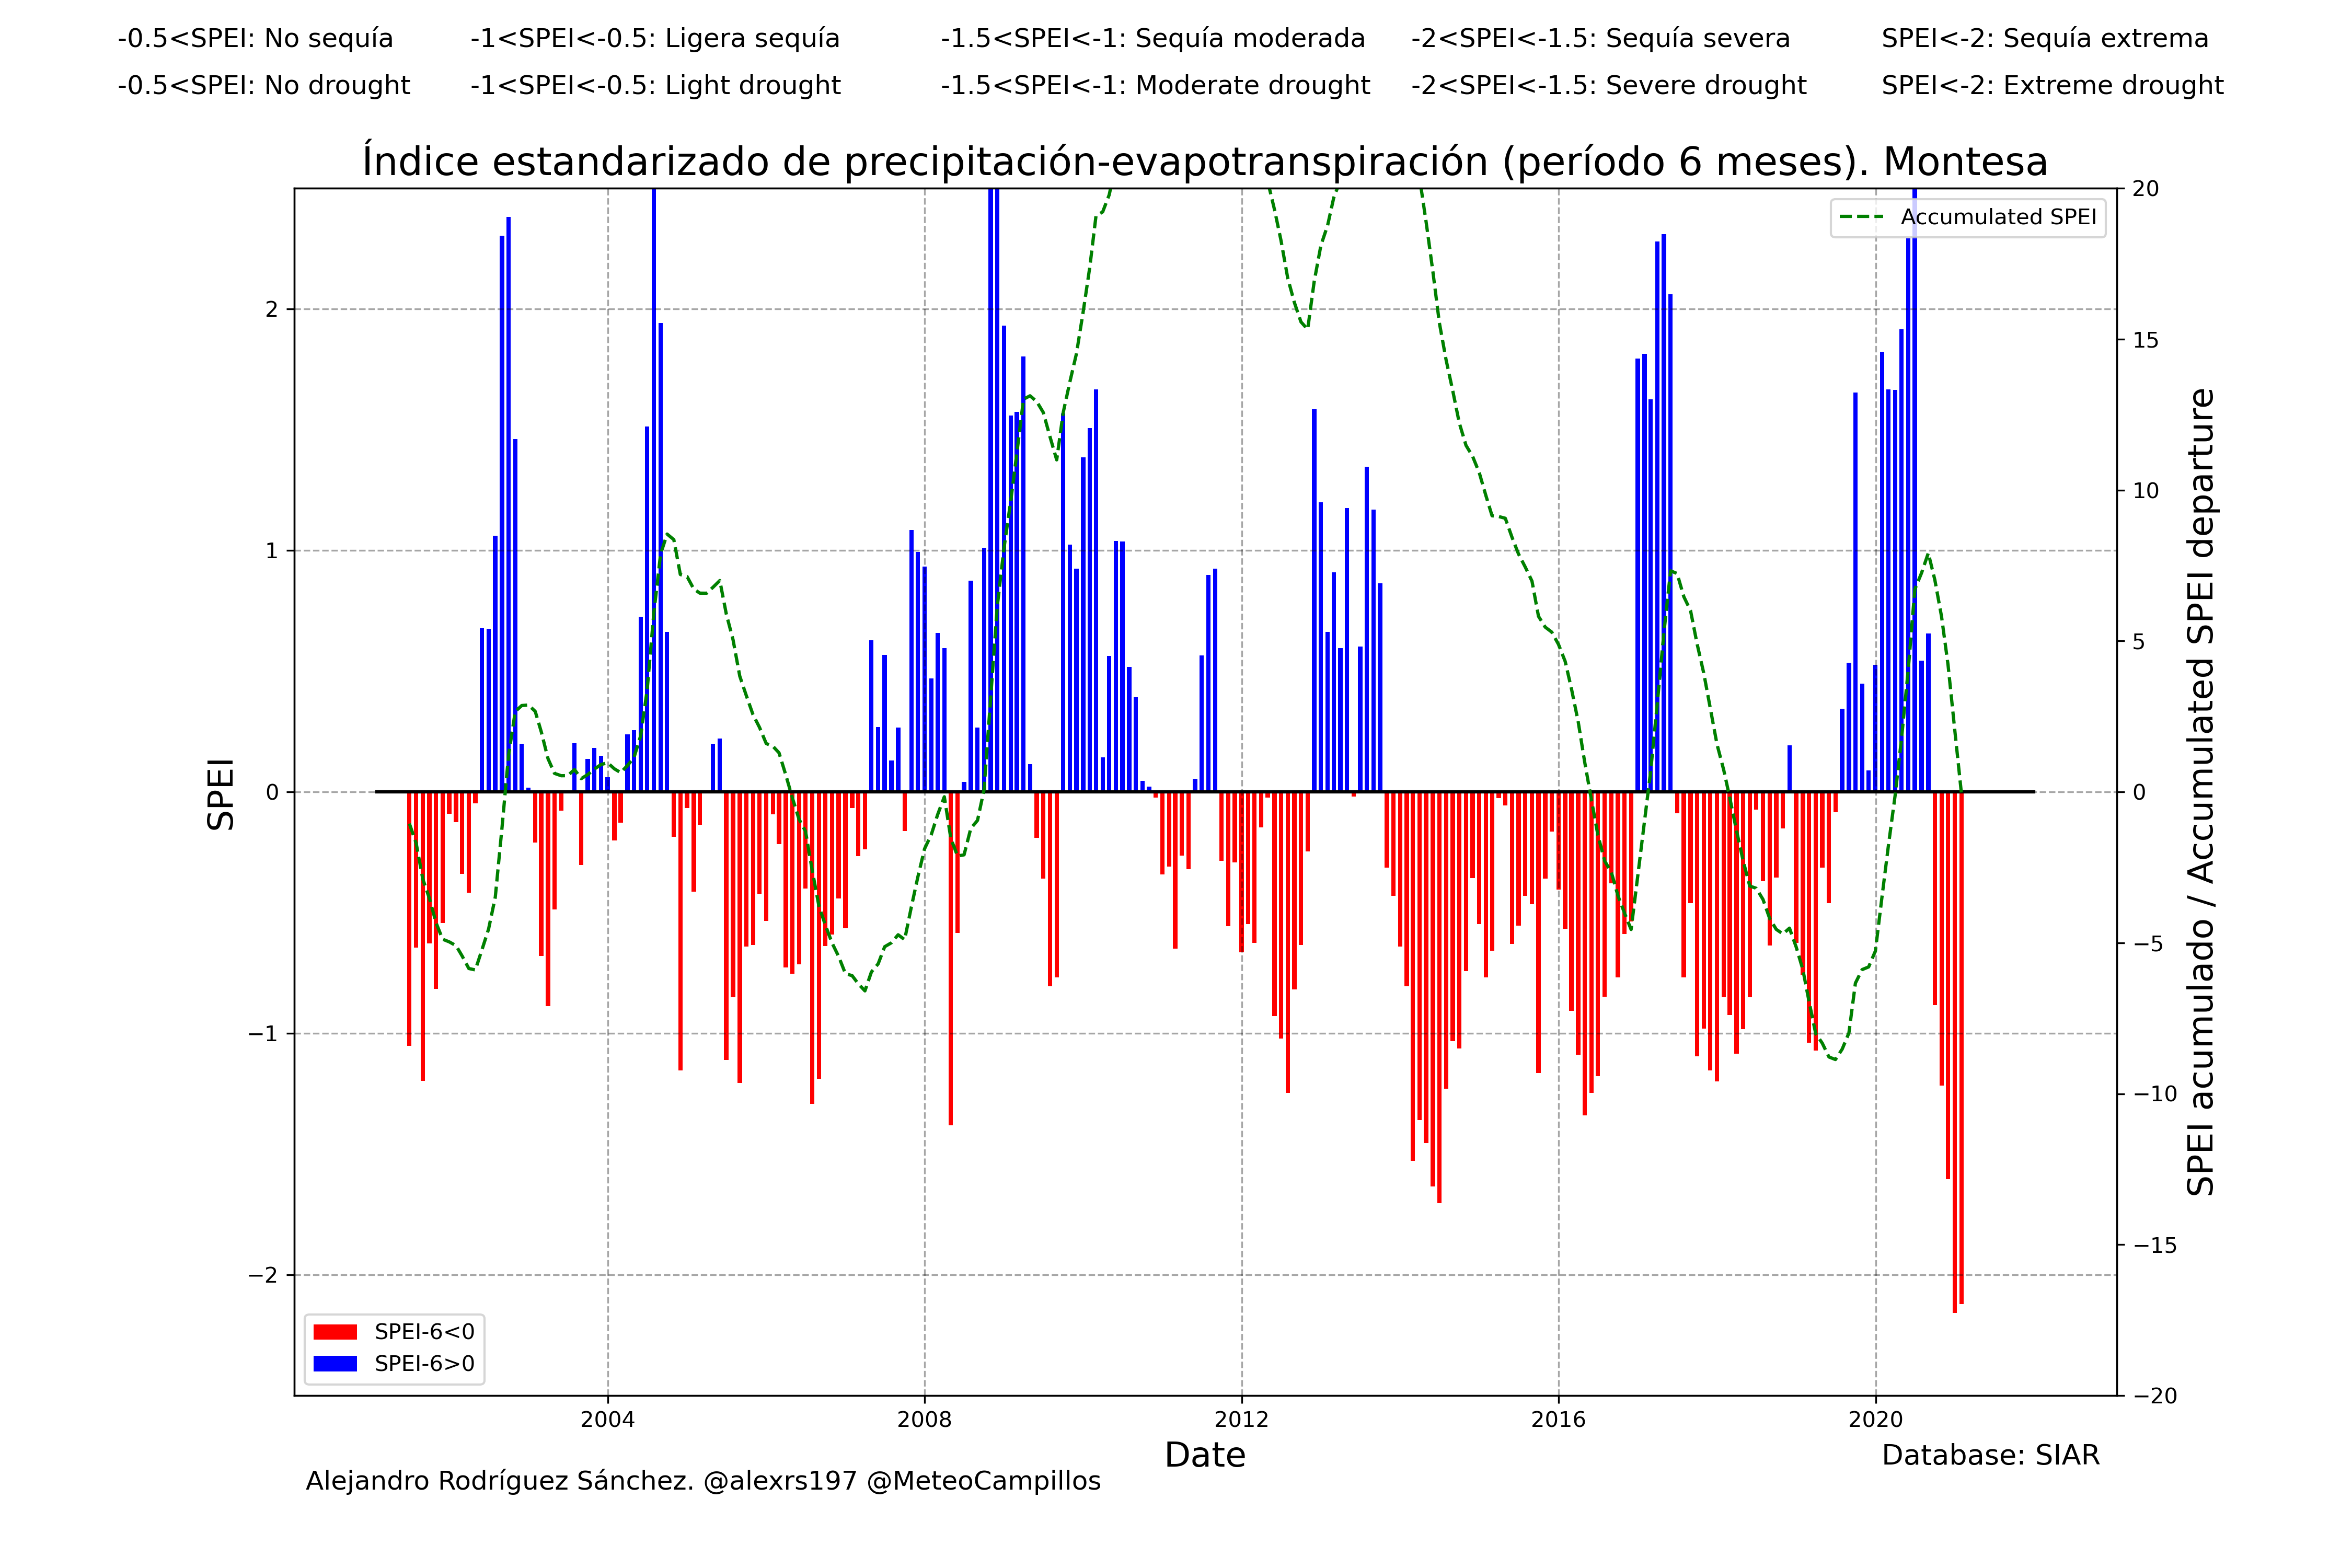 -0.5<SPEI: No sequía -1<SPEI<-0.5: Ligera sequía -1.5<SPEI<-1: Sequía moderada -2<SPEI<-1.5: Sequía severa SPEI<-2: Sequía extrema
-0.5<SPEI: No drought -1<SPEI<-0.5: Light drought -1.5<SPEI<-1: Moderate drought -2<SPEI<-1.5: Severe drought SPEI<-2: Extreme drought
Índice estandarizado de precipitación-evapotranspiración (período 6 meses). Montesa
Accumulated SPEI
SPEI
2
1
0
−1
−2
20
15
10
5
0
−5
−10
−15
−20
SPEI acumulado / Accumulated SPEI departure
SPEI-6<0
SPEI-6>0
2004 2008 2012 2016 2020
Date
Database: SIAR
Alejandro Rodríguez Sánchez. @alexrs197 @MeteoCampillos